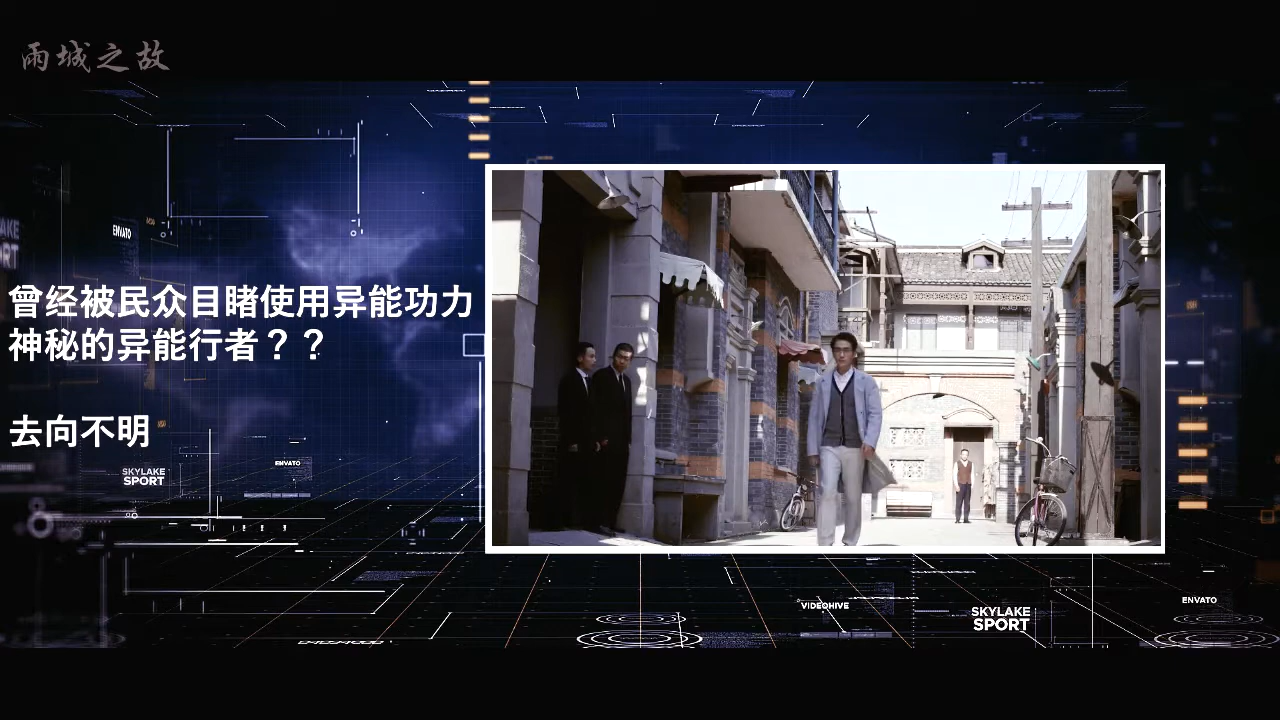 雨城之故
ENVATO
曾经被民众目睹使用异能功力
神秘的异能行者？？
去向不明
SKYLAKE
SPORT
ENVATO
VIDEOHIVE
SKYLAKE
SPORT
ENVATO